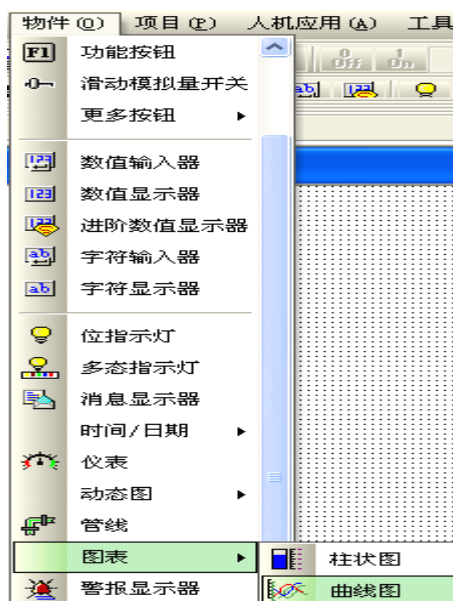 物件(O) 项目(P) 人机应用(A) 工具
F1 功能按钮
滑动模拟量开关
更多按钮
数值输入器
数值显示器
进阶数值显示器
字符输入器
字符显示器
位指示灯
多态指示灯
消息显示器
时间/日期
仪表
动态图
管线
图表
柱状图
警报显示器
曲线图
0 Off 1 On